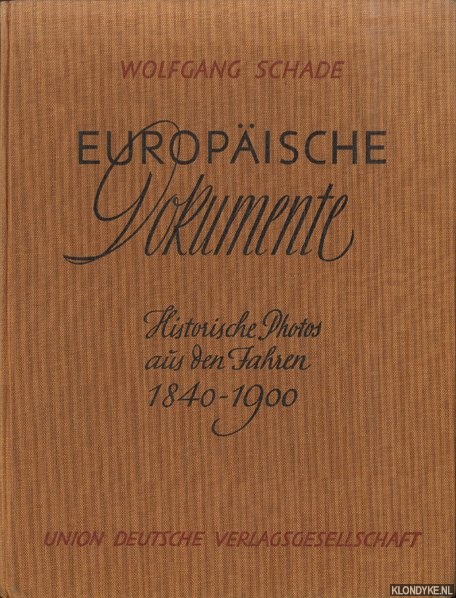 WOLFGANG SCHADE
EUROPÄISCHE
Dokumente
Historische Photos
aus den Jahren
1840-1900
UNION DEUTSCHE VERLAGSGESELLSCHAFT
KLONDYKE.NL